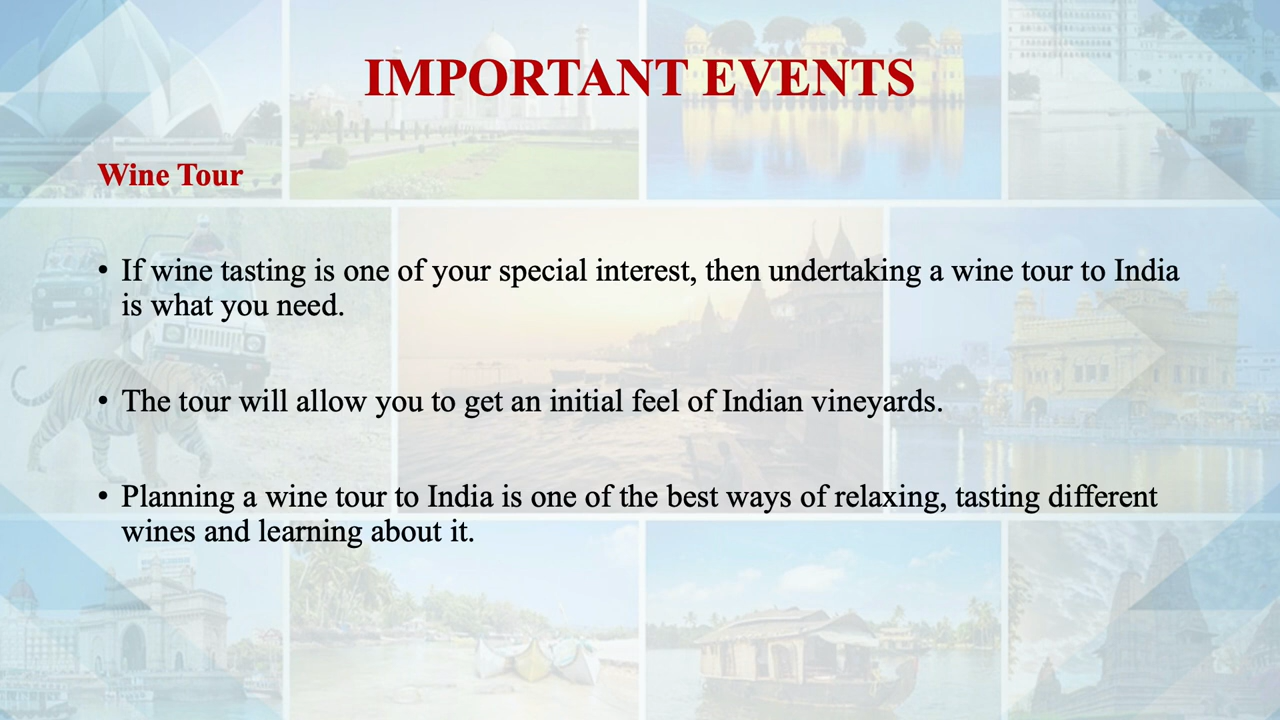 IMPORTANT EVENTS
Wine Tour
• If wine tasting is one of your special interest, then undertaking a wine tour to India
is what you need.
• The tour will allow you to get an initial feel of Indian vineyards.
• Planning a wine tour to India is one of the best ways of relaxing, tasting different
wines and learning about it.